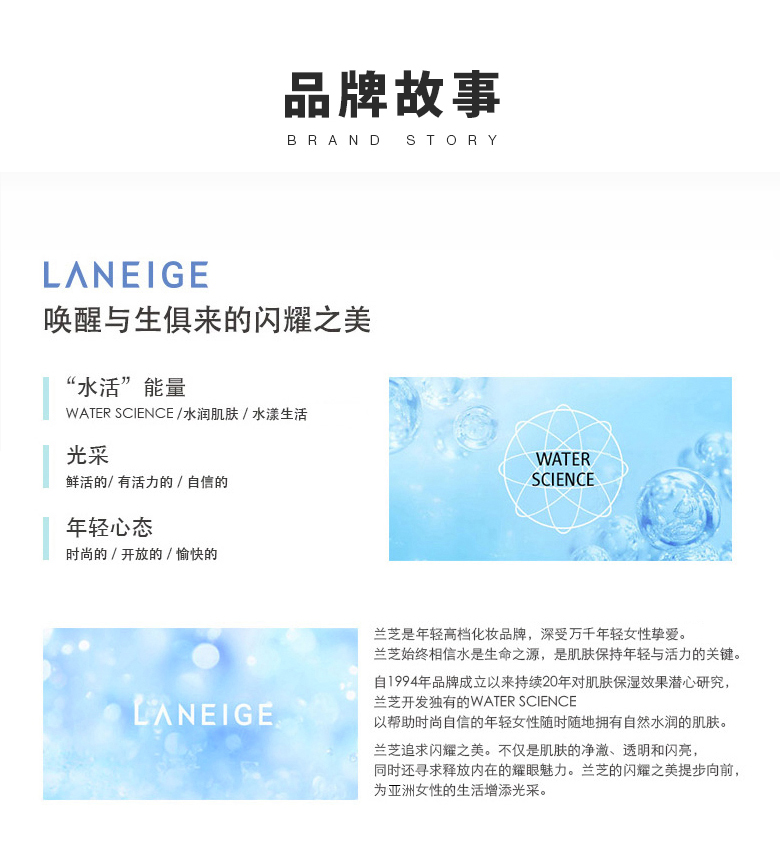 品牌故事
BRAND STORY
LANEIGE
唤醒与生俱来的闪耀之美
“水活”能量
WATER SCIENCE /水润肌肤 / 水漾生活
光采
鲜活的/ 有活力的 / 自信的
年轻心态
时尚的 / 开放的 / 愉快的
WATER
SCIENCE
LANEIGE
兰芝是年轻高档化妆品牌，深受万千年轻女性挚爱。
兰芝始终相信水是生命之源，是肌肤保持年轻与活力的关键。
自1994年品牌成立以来持续20年对肌肤保湿效果潜心研究，
兰芝开发独有的WATER SCIENCE
以帮助时尚自信的年轻女性随时随地拥有自然水润的肌肤。
兰芝追求闪耀之美。不仅是肌肤的净澈、透明和闪亮，
同时还寻求释放内在的耀眼魅力。兰芝的闪耀之美提步向前，
为亚洲女性的生活增添光采。